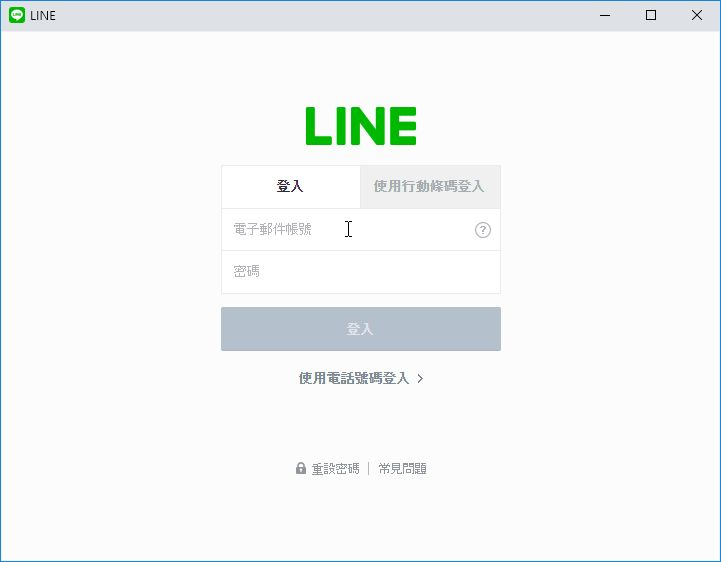 LINE
LINE
登入 使用行動條碼登入
電子郵件帳號 ?
密碼
登入
使用電話號碼登入 >
重設密碼 | 常見問題